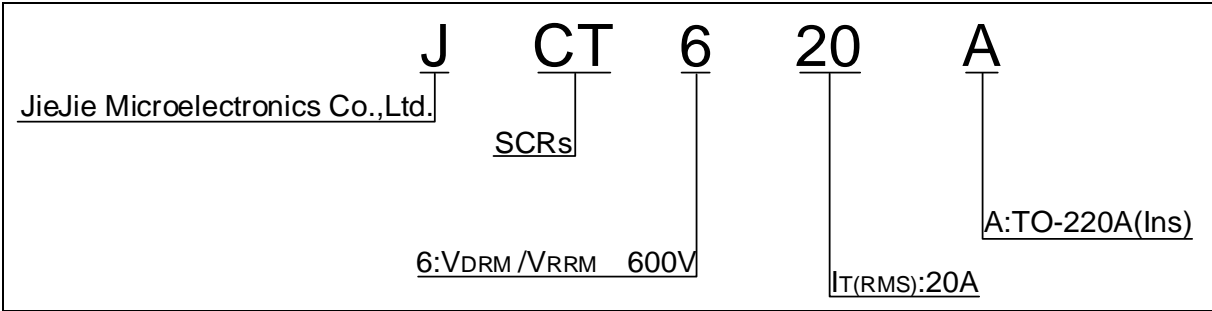 J CT 6 20 A
JieJie Microelectronics Co.,Ltd.
SCRs
A:TO-220A(Ins)
6:VDRM /VRRM 600V
IT(RMS):20A